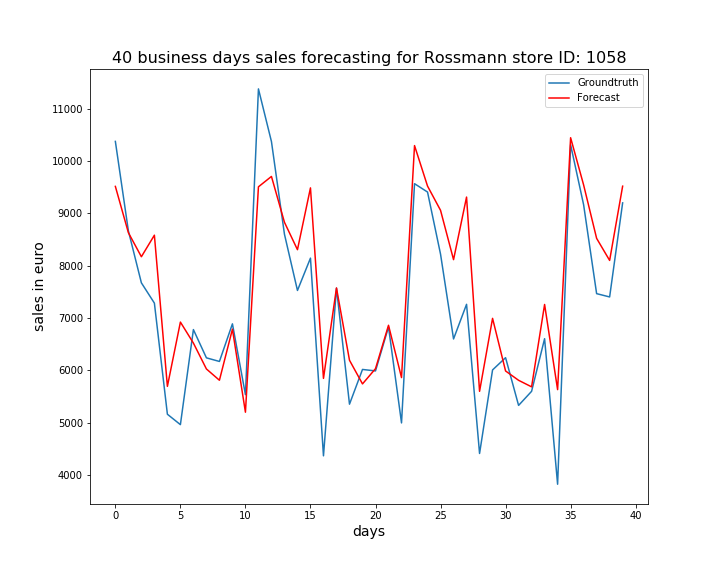 40 business days sales forecasting for Rossmann store ID: 1058
Groundtruth
Forecast
sales in euro
11000
10000
9000
8000
7000
6000
5000
4000
0 5 10 15 20 25 30 35 40
days